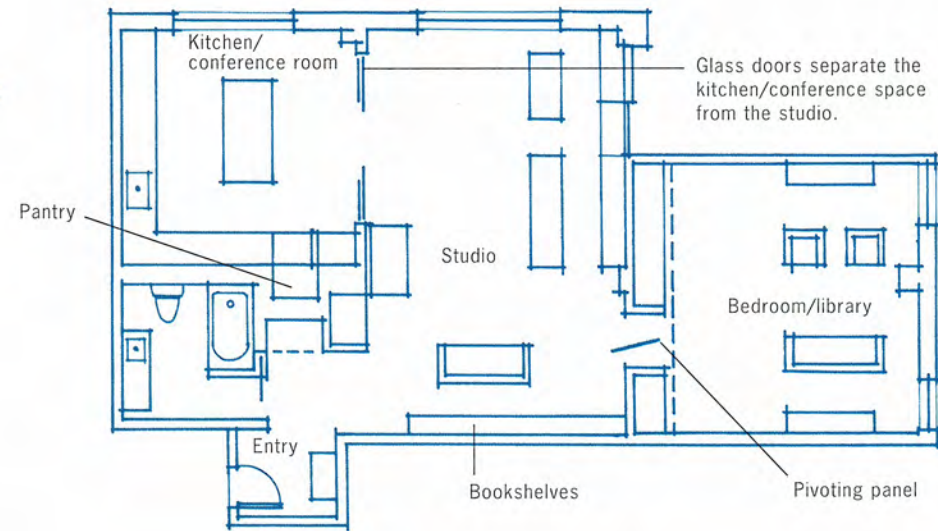 Kitchen/
conference room
Glass doors separate the
kitchen/conference space
from the studio.
Pantry
Studio
Bedroom/library
Entry
Bookshelves
Pivoting panel